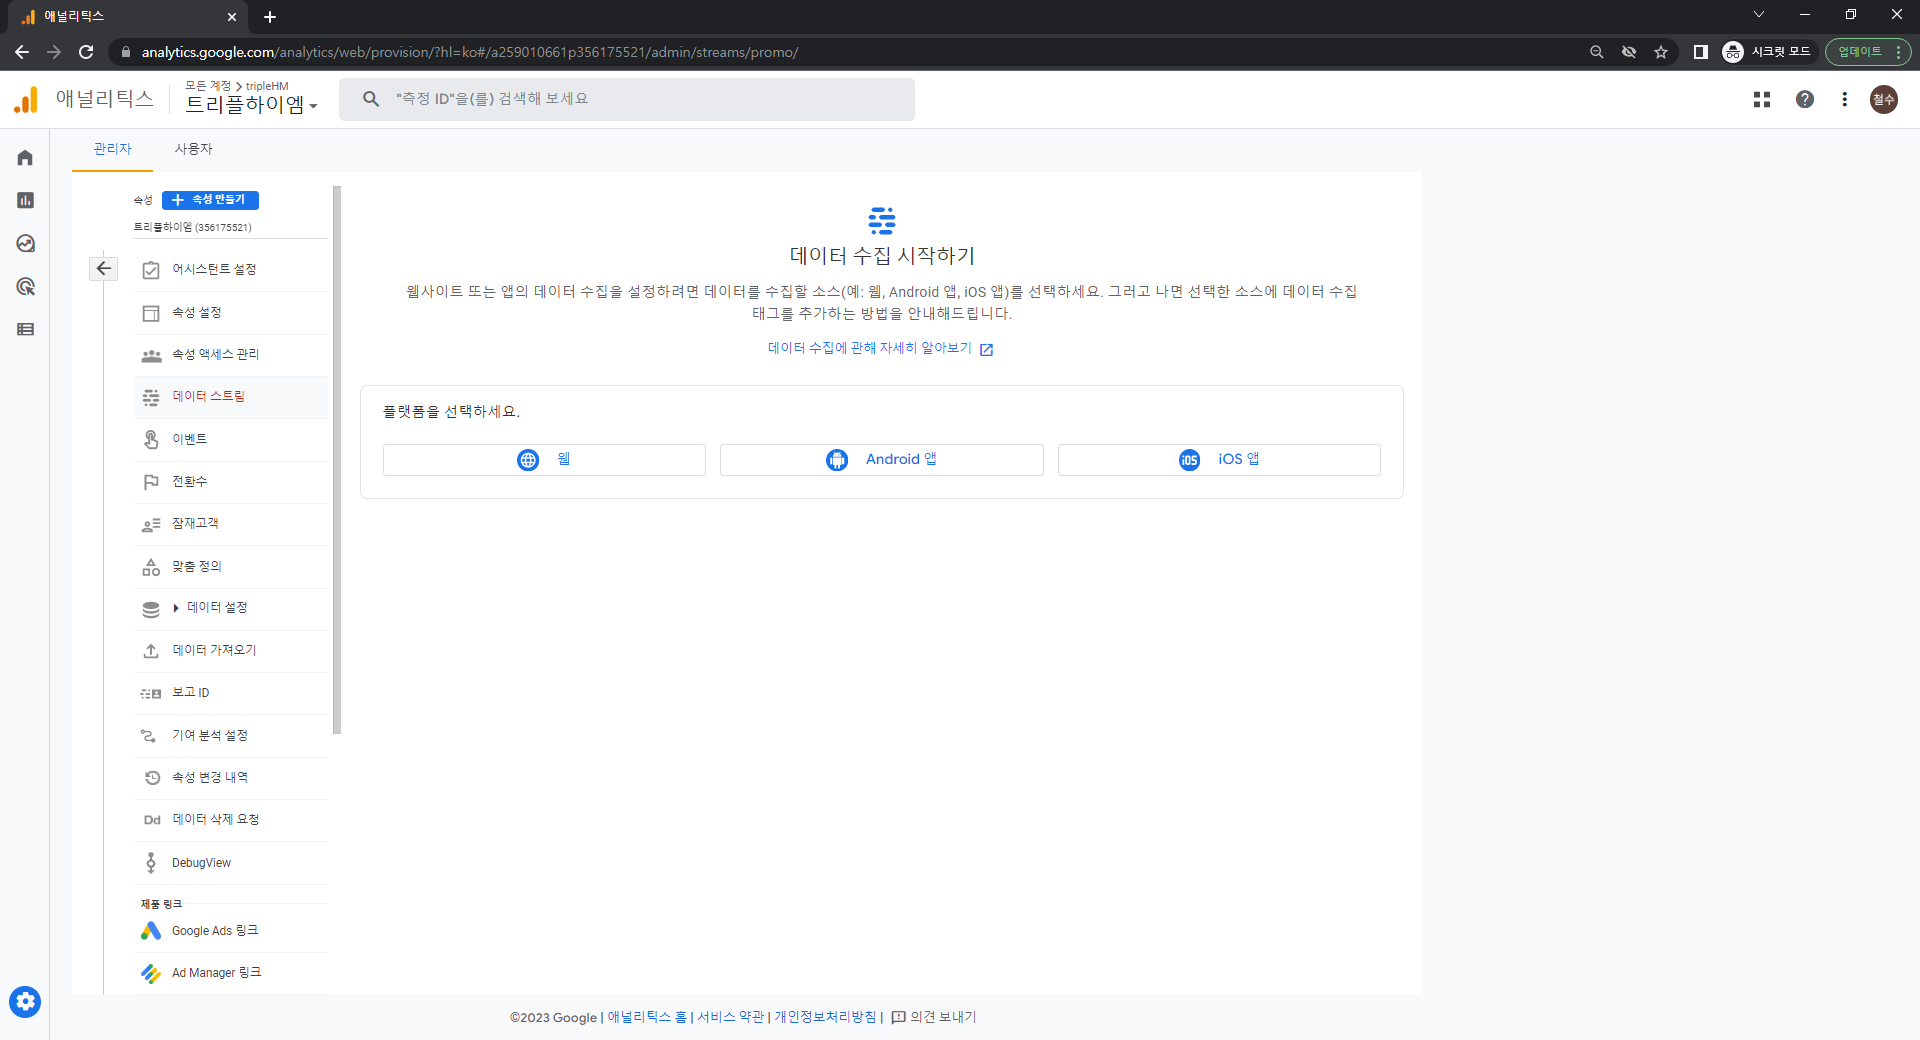 애널리틱스
analytics.google.com/analytics/web/provision/?hl=ko#/a259010661p356175521/admin/streams/promo/
시크릿 모드
업데이트
애널리틱스
모든 계정 > tripleHM
트리플하이엠
"측정 ID"을(를) 검색해 보세요
철수
관리자
사용자
속성
속성 만들기
트리플하이엠 (356175521)
어시스턴트 설정
속성 설정
속성 액세스 관리
데이터 스트림
이벤트
전환수
잠재고객
맞춤 정의
데이터 설정
데이터 가져오기
보고 ID
기여 분석 설정
속성 변경 내역
Dd 데이터 삭제 요청
DebugView
제품 링크
Google Ads 링크
Ad Manager 링크
데이터 수집 시작하기
웹사이트 또는 앱의 데이터 수집을 설정하려면 데이터를 수집할 소스(예: 웹, Android 앱, iOS 앱)를 선택하세요. 그러고 나면 선택한 소스에 데이터 수집
태그를 추가하는 방법을 안내해드립니다.
데이터 수집에 관해 자세히 알아보기
플랫폼을 선택하세요.
웹
Android 앱
iOS iOS 앱
©2023 Google | 애널리틱스 홈 | 서비스 약관 | 개인정보처리방침 | 의견 보내기